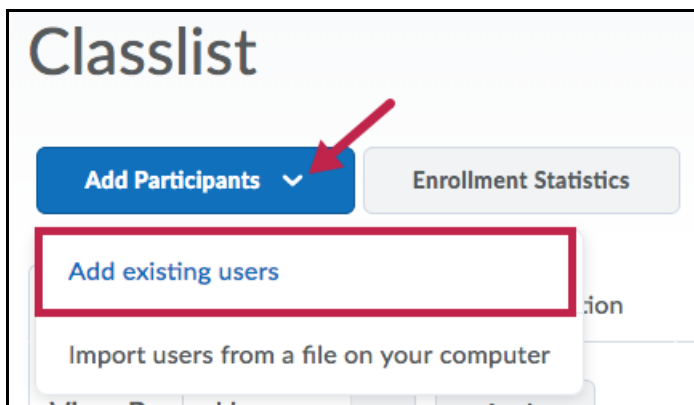 Classlist
Add Participants Enrollment Statistics
Add existing users
Import users from a file on your computer